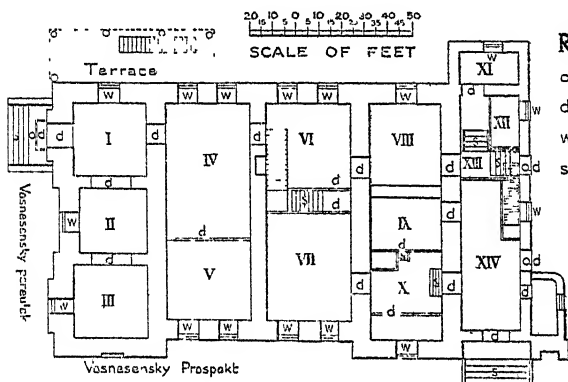 20 15 10 5 0 5 10 15 20 25 30 35 40 45 50
SCALE OF FEET
Terrace
R
c
d
w
s
w w w w w w w
XI
d
d d I d d VI VIII XII w
IV S
XIII S d
d d d
w II d IX d w
S
d d
d V VII X S XIV d
w III d d
w w w w w d
S
Vosnesensky pereulok
Vosnesensky Prospekt